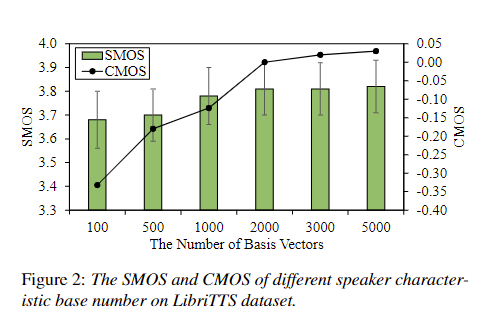 4.0
3.9
3.8
3.7
3.6
3.5
3.4
3.3
SMOS
SMOS
CMOS
0.05
0.00
-0.05
-0.10
-0.15
-0.20
-0.25
-0.30
-0.35
-0.40
CMOS
100 500 1000 2000 3000 5000
The Number of Basis Vectors
Figure 2: The SMOS and CMOS of different speaker character-
istic base number on LibriTTS dataset.